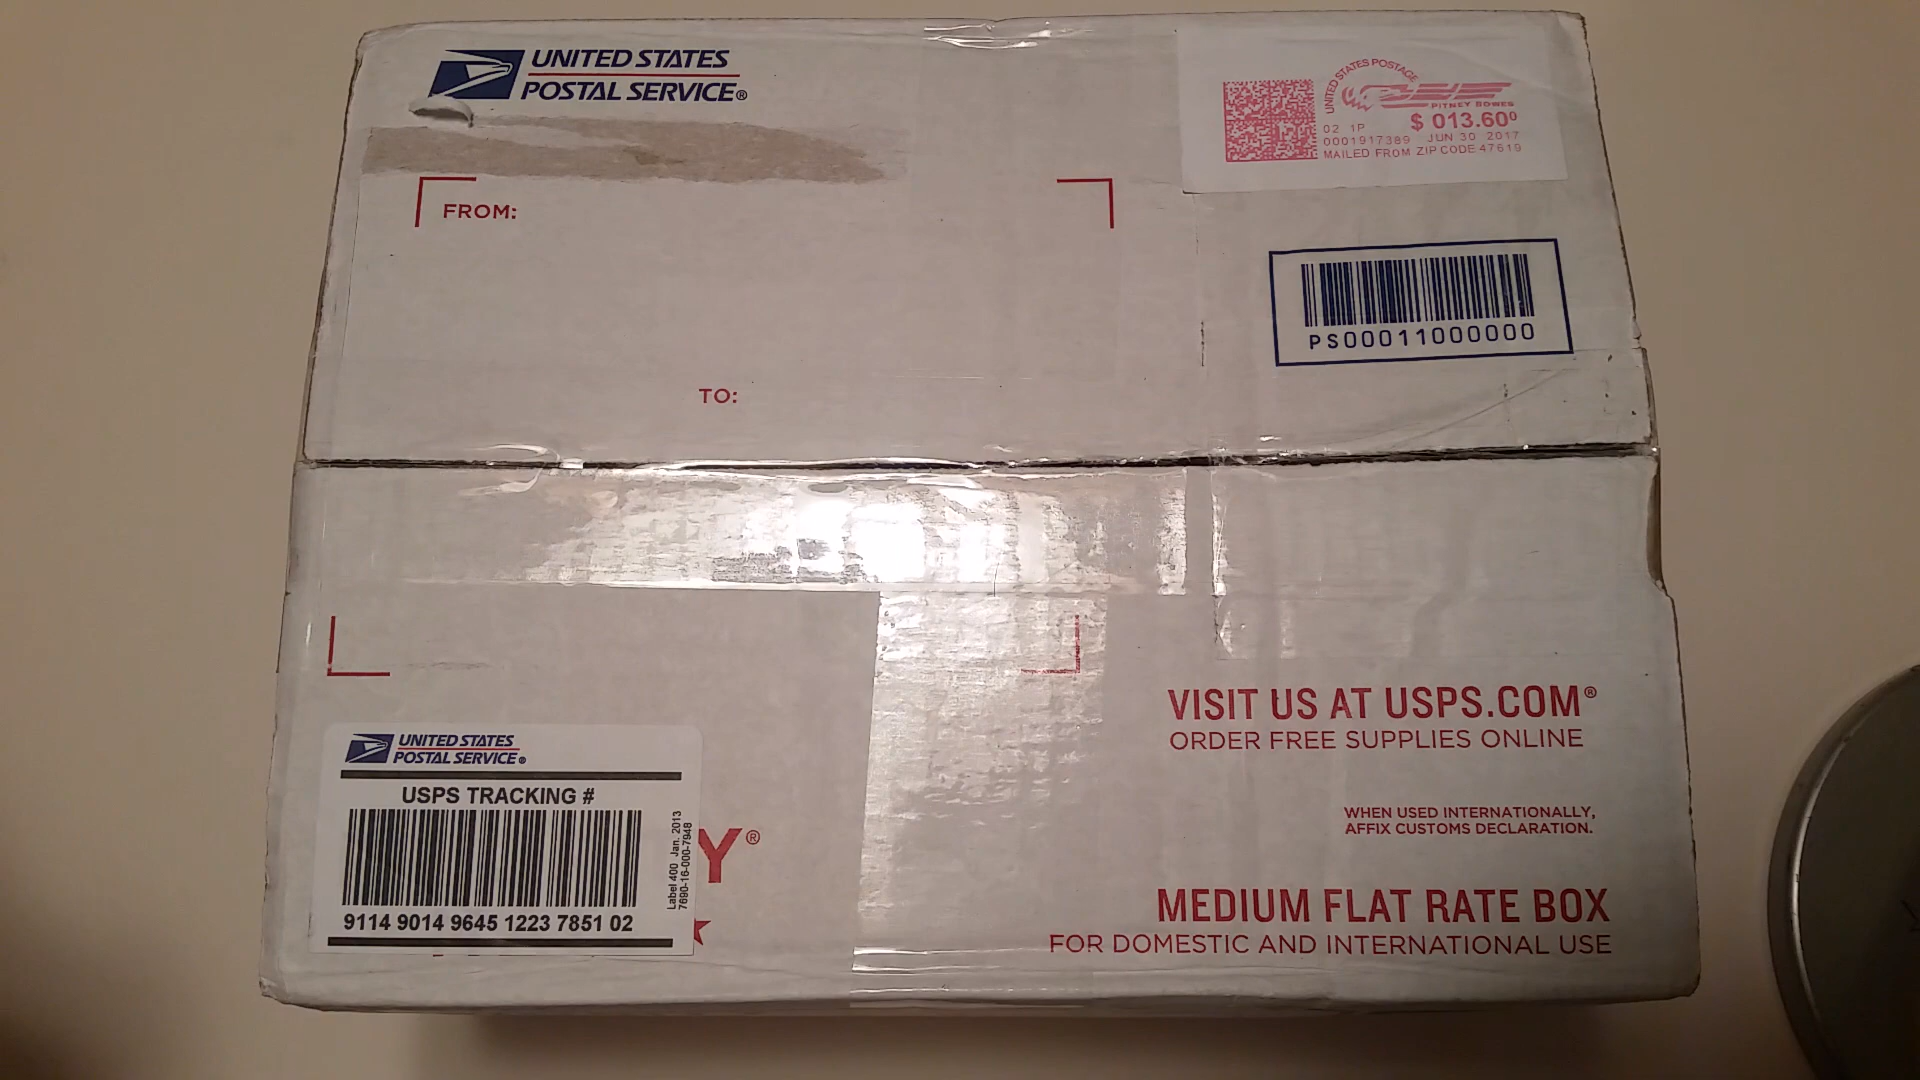 UNITED STATES
POSTAL SERVICE®
UNITED STATES POSTAGE
PITNEY BOWES
$ 013.60⁰
02 1P
0001917389 JUN 30 2017
MAILED FROM ZIP CODE 47619
FROM:
PS00011000000
TO:
VISIT US AT USPS.COM®
ORDER FREE SUPPLIES ONLINE
UNITED STATES
POSTAL SERVICE®
USPS TRACKING #
9114 9014 9645 1223 7851 02
Label 400 Jan. 2013
7690-16-000-7948
Y®
WHEN USED INTERNATIONALLY,
AFFIX CUSTOMS DECLARATION.
MEDIUM FLAT RATE BOX
FOR DOMESTIC AND INTERNATIONAL USE